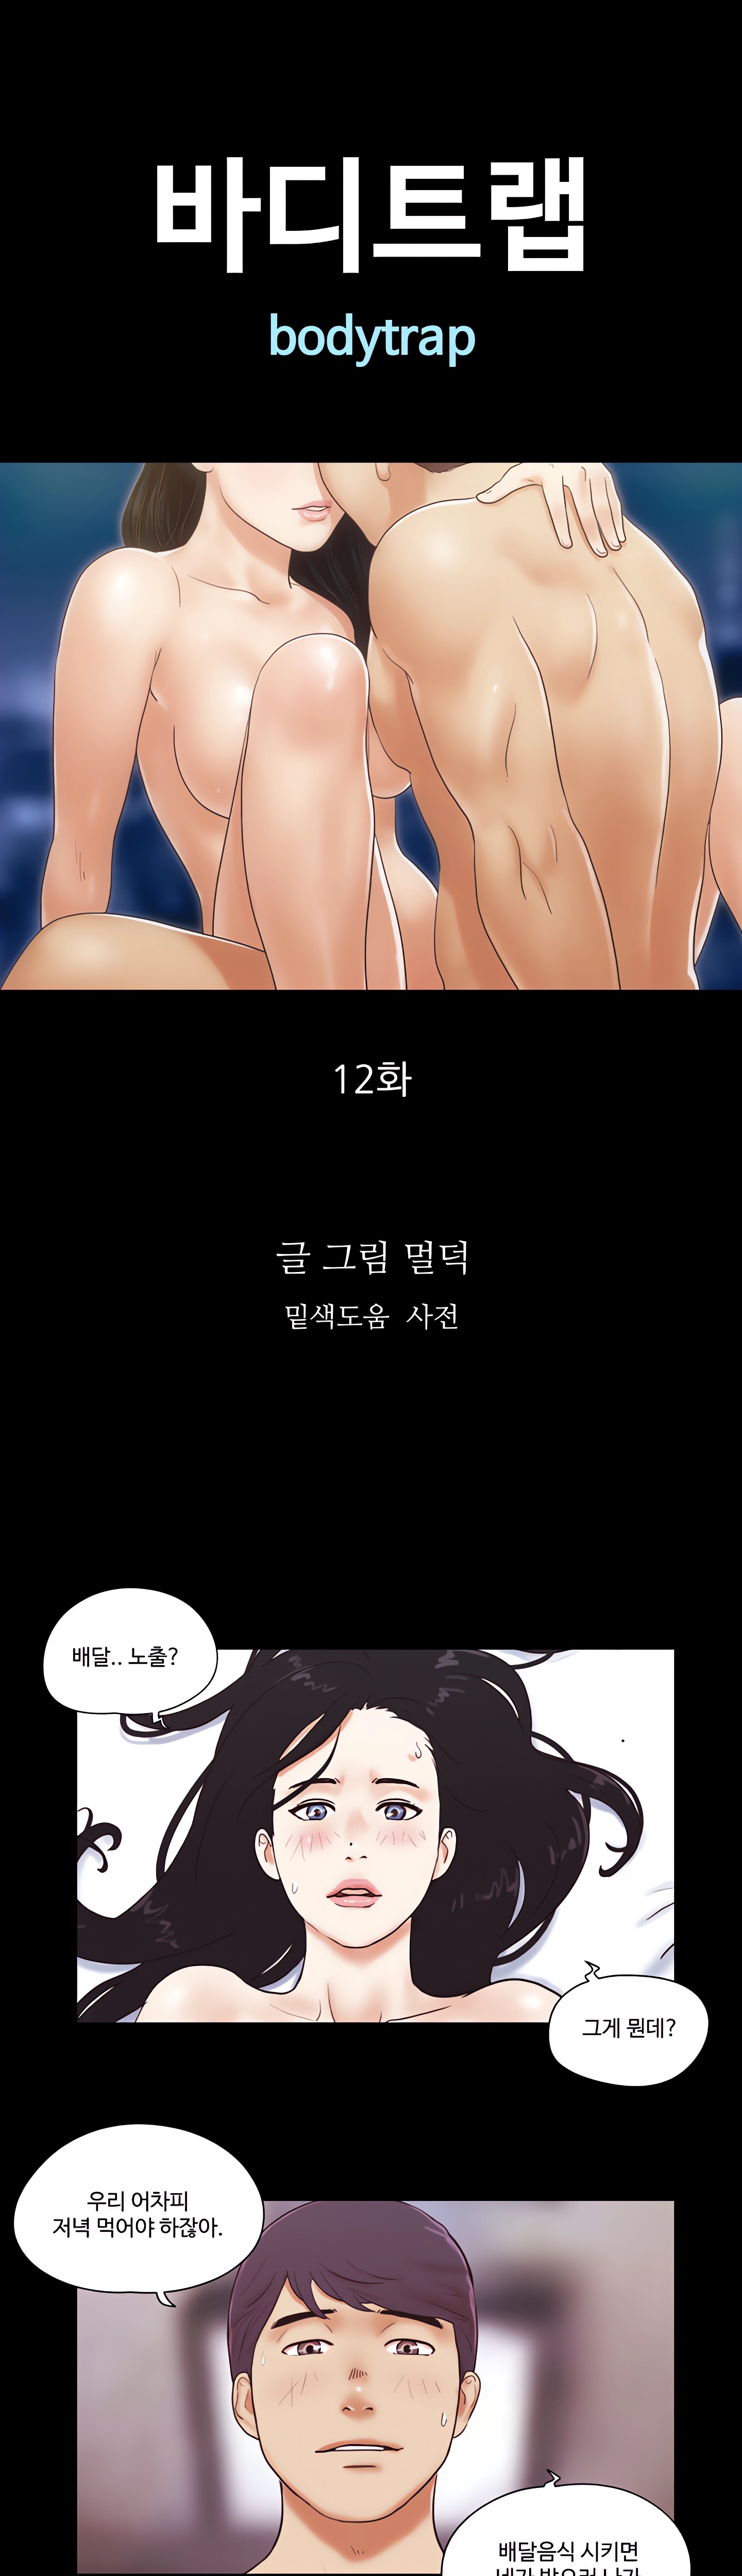 바디트랩
bodytrap
12화
글 그림 멀덕
밑색도움 사전
배달.. 노출?
그게 뭔데?
우리 어차피
저녁 먹어야 하잖아.
배달음식 시키면